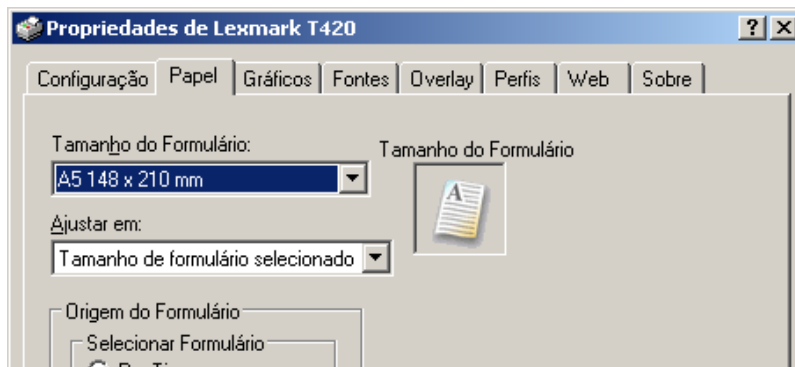 Propriedades de Lexmark T420
Configuração Papel Gráficos Fontes Overlay Perfis Web Sobre
Tamanho do Formulário:
Tamanho do Formulário
A5 148 x 210 mm
A
Ajustar em:
Tamanho de formulário selecionado
Origem do Formulário
Selecionar Formulário